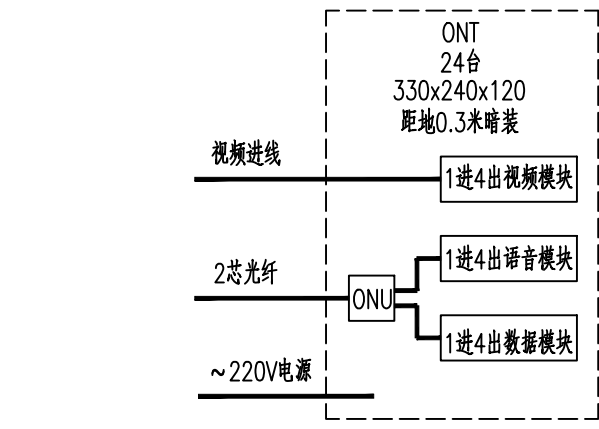 ONT
24台
330x240x120
距地0.3米暗装
视频进线
1进4出视频模块
1进4出语音模块
2芯光纤
ONU
1进4出数据模块
~220V电源